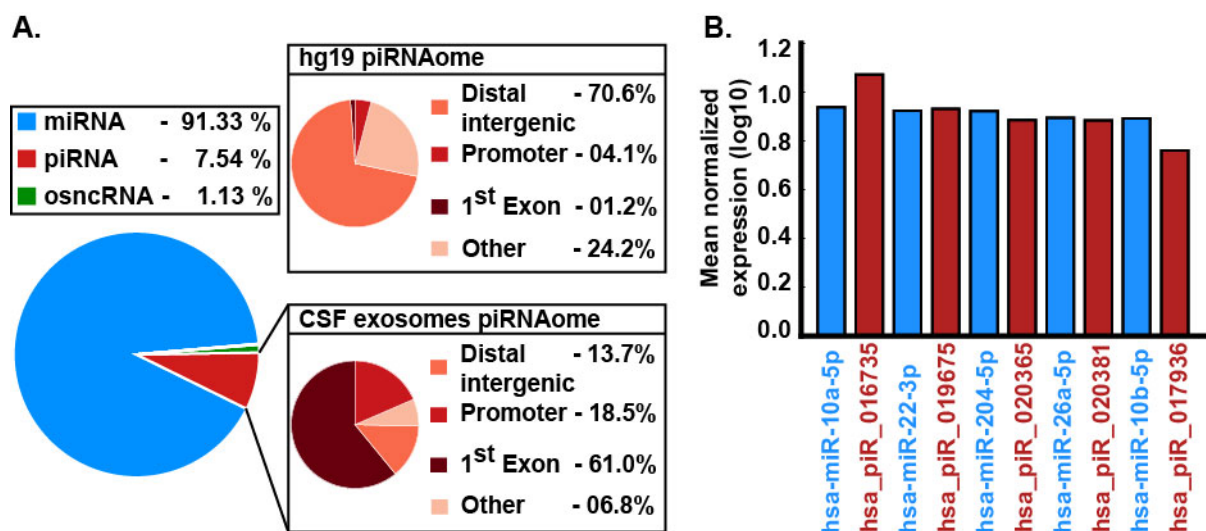 A.
miRNA - 91.33 %
piRNA - 7.54 %
osncRNA - 1.13 %
hg19 piRNAome
Distal - 70.6%
intergenic
Promoter - 04.1%
1st Exon - 01.2%
Other - 24.2%
CSF exosomes piRNAome
Distal - 13.7%
intergenic
Promoter - 18.5%
1st Exon - 61.0%
Other - 06.8%
B.
Mean normalized
expression (log10)
1.2
1.0
0.8
0.6
0.4
0.2
0.0
hsa-miR-10a-5p
hsa_piR_016735
hsa-miR-22-3p
hsa_piR_019675
hsa-miR-204-5p
hsa_piR_020365
hsa-miR-26a-5p
hsa_piR_020381
hsa-miR-10b-5p
hsa_piR_017936